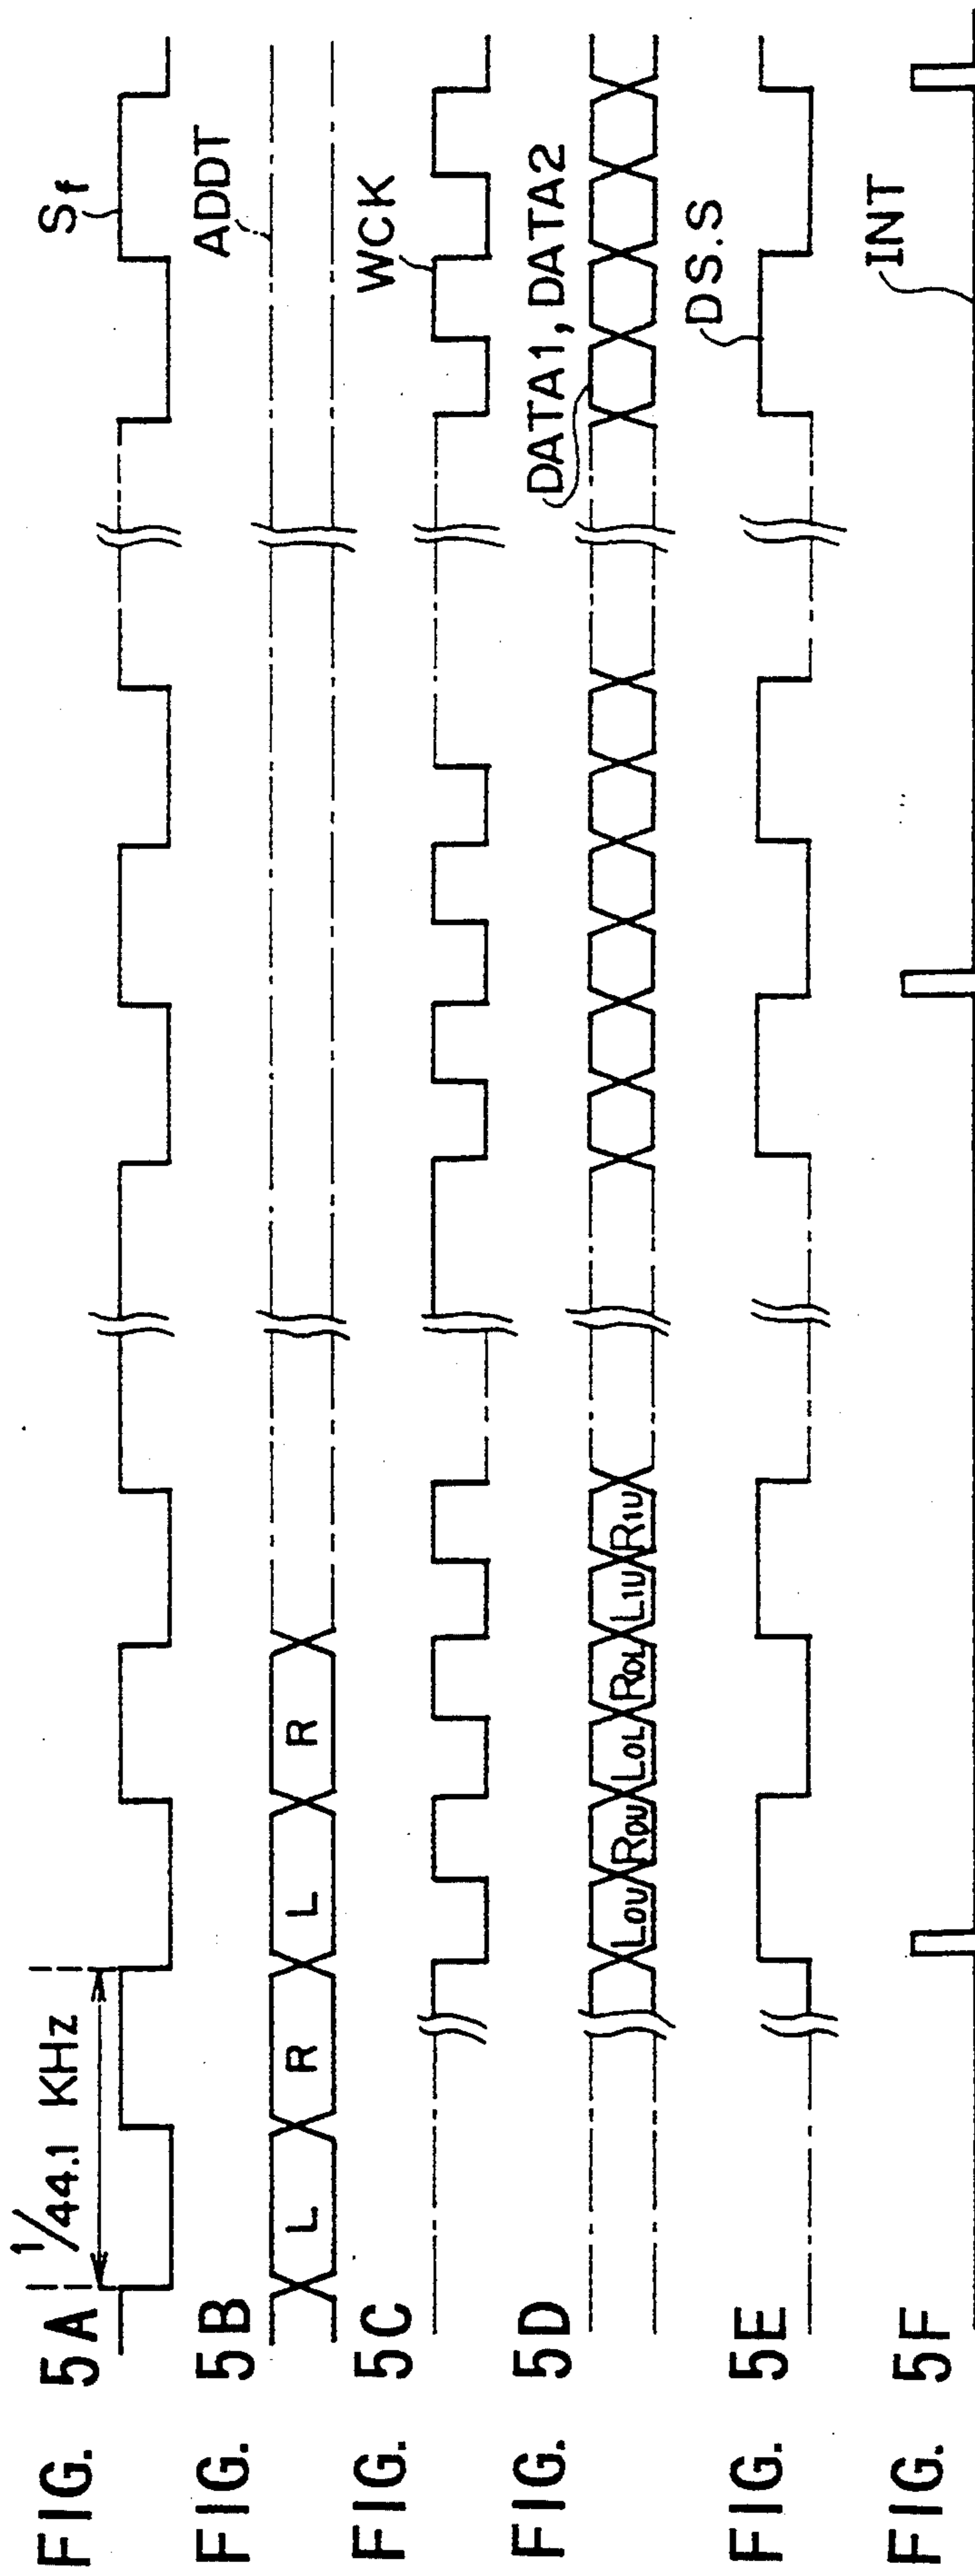 FIG. 5A
1/44.1 KHz
Sf
FIG. 5B
L R L R
ADDT
FIG. 5C
WCK
FIG. 5D
L0U R0U L0L R0L L1U R1U
DATA1, DATA2
FIG. 5E
DS.S
FIG. 5F
INT